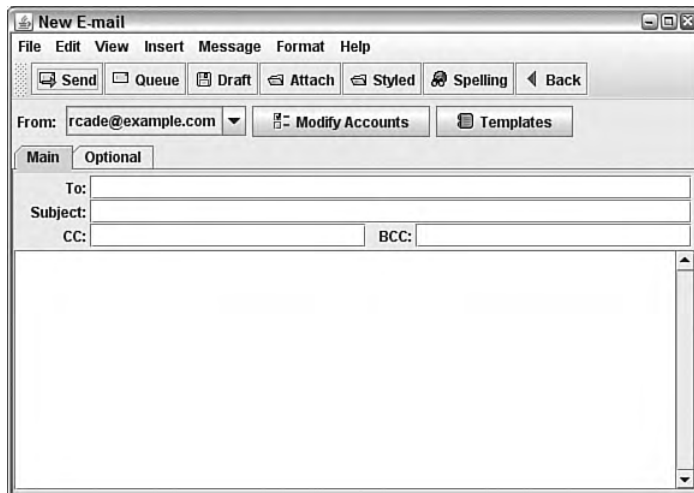 New E-mail
File Edit View Insert Message Format Help
Send Queue Draft Attach Styled Spelling Back
From: rcade@example.com Modify Accounts Templates
Main Optional
To:
Subject:
CC: BCC: